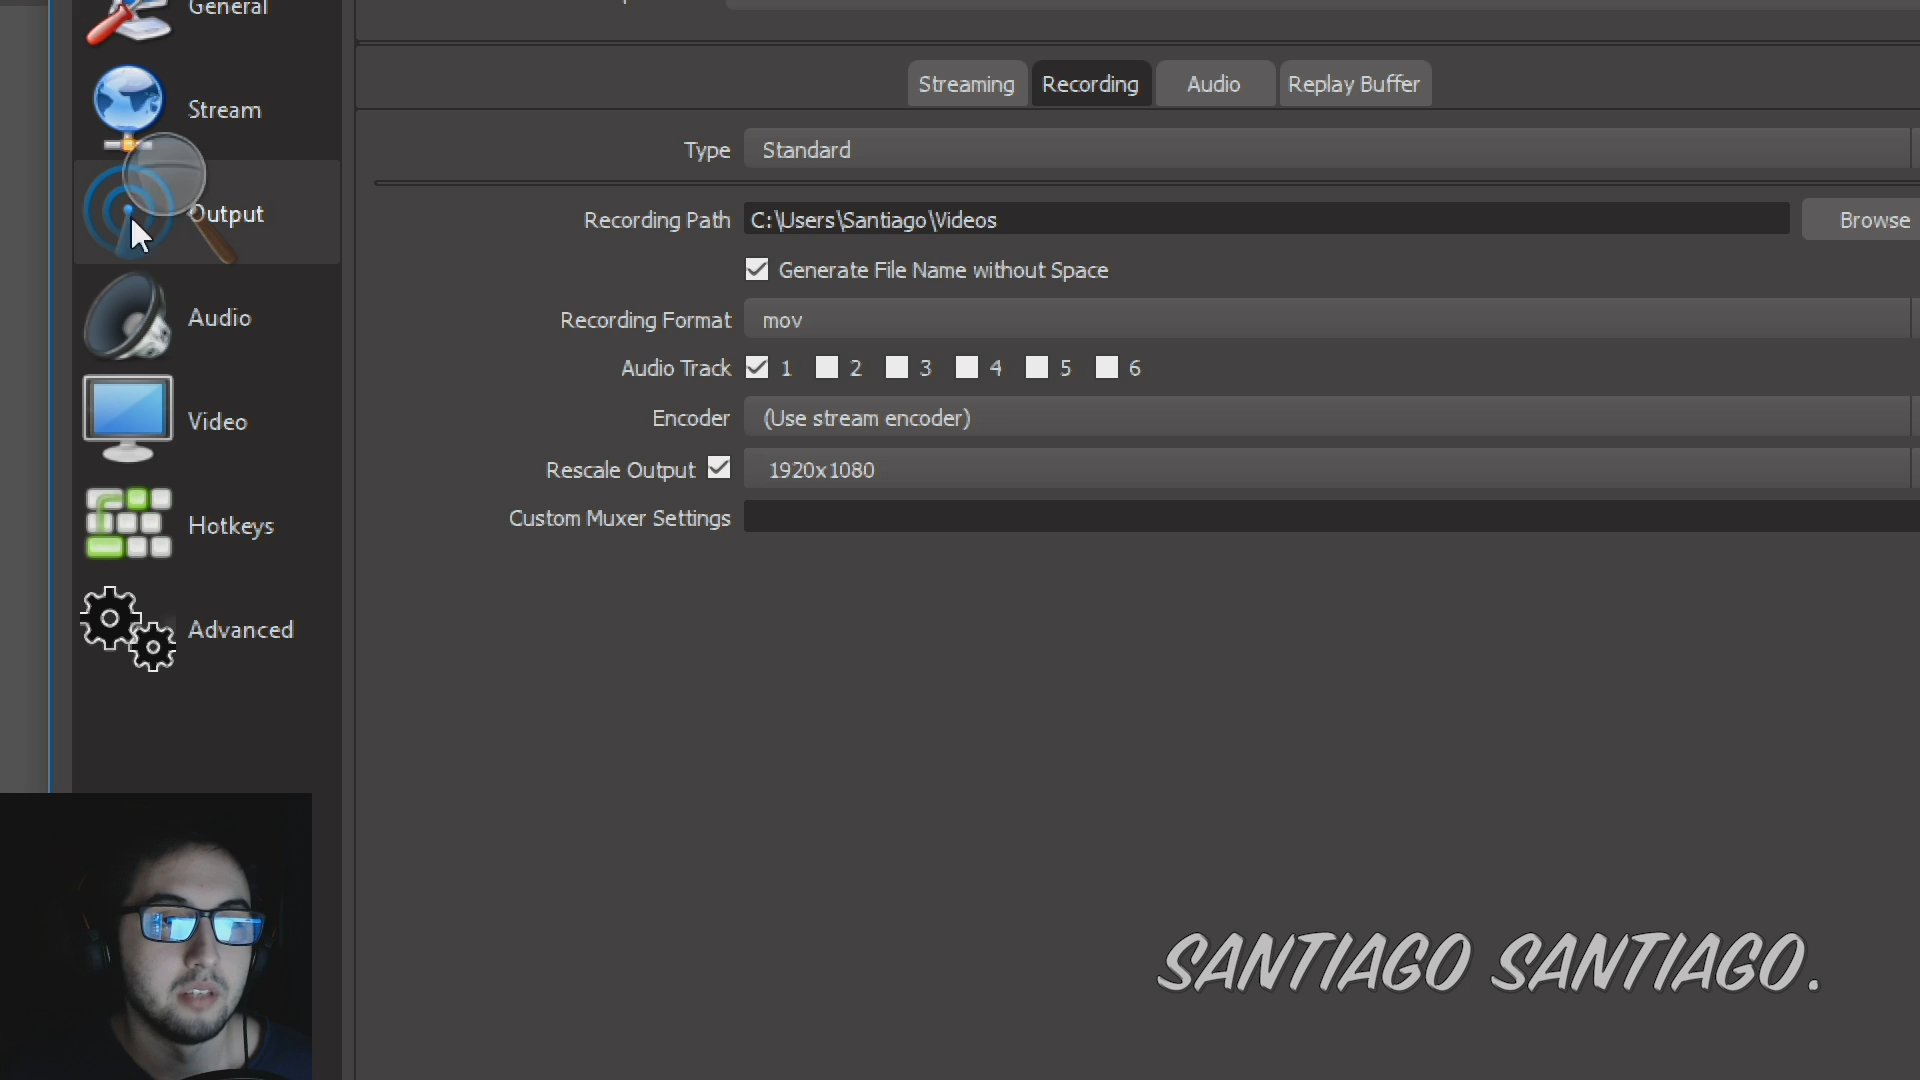 General
Stream
Output
Audio
Video
Hotkeys
Advanced
Streaming Recording Audio Replay Buffer
Type Standard
Recording Path C:\Users\Santiago\Videos Browse
Generate File Name without Space
Recording Format mov
Audio Track 1 2 3 4 5 6
Encoder (Use stream encoder)
Rescale Output 1920x1080
Custom Muxer Settings
SANTIAGO SANTIAGO.